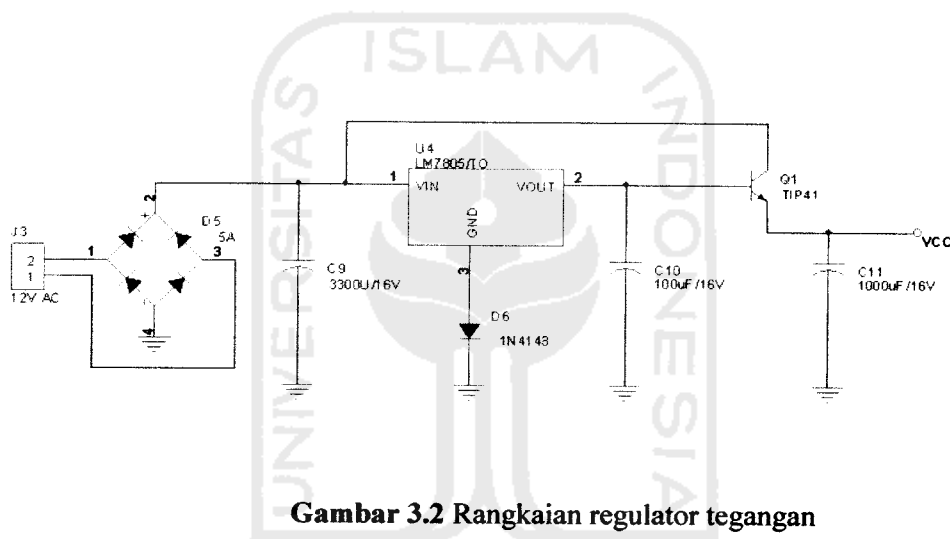 UNIVERSITAS
ISLAM
INDONESIA
J3
2
1
12V AC
1
2
3
4
D5
5A
C9
3300U/16V
U4
LM7805/TO
1
VIN
VOUT
2
GND
3
D6
1N4148
C10
100uF/16V
Q1
TIP41
VCC
C11
1000uF/16V
Gambar 3.2 Rangkaian regulator tegangan